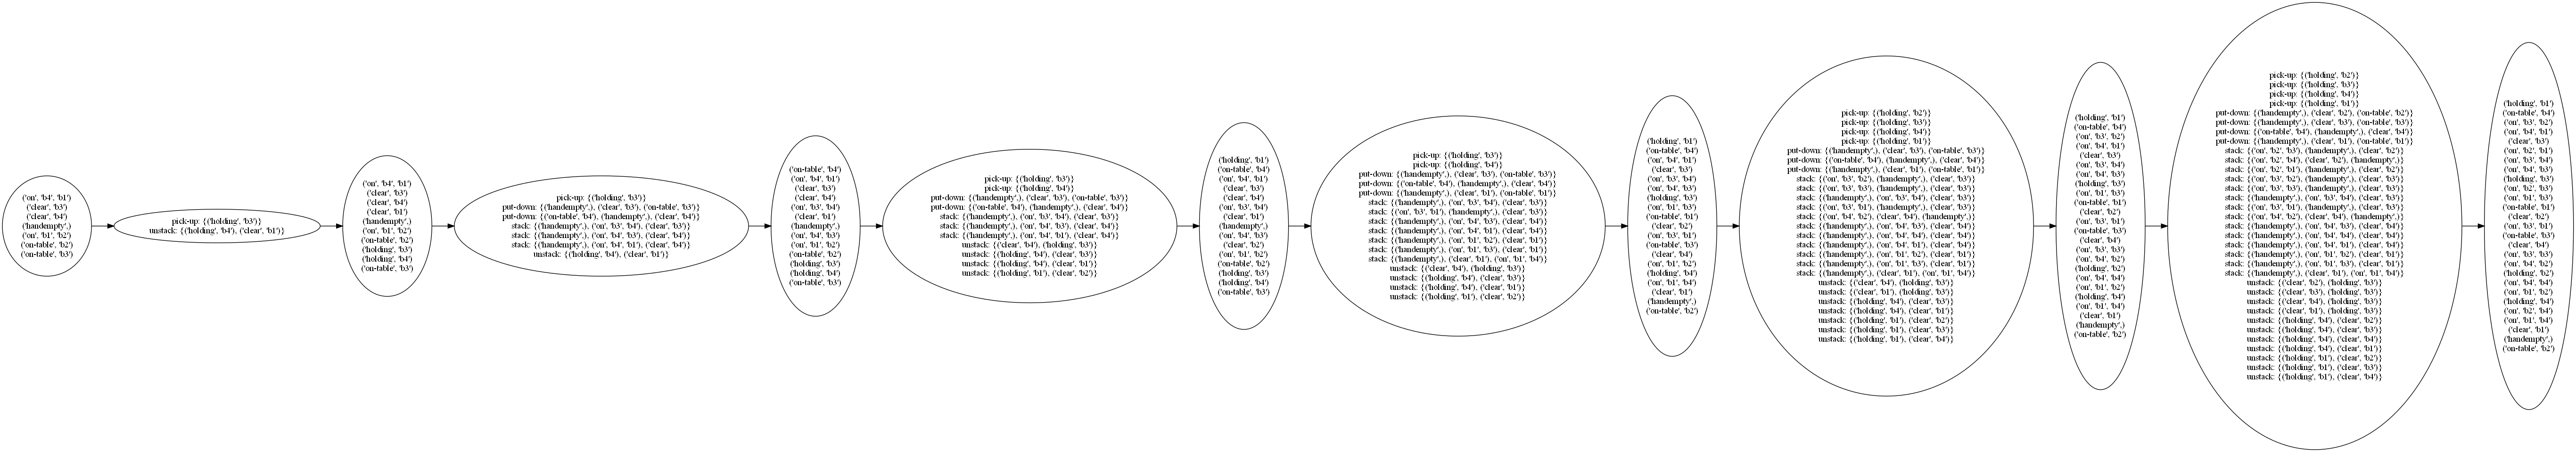 ('on', 'b4', 'b1')
('clear', 'b3')
('clear', 'b4')
('handempty',)
('on', 'b1', 'b2')
('on-table', 'b2')
('on-table', 'b3')
pick-up: {('holding', 'b3')}
unstack: {('holding', 'b4'), ('clear', 'b1')}
('on', 'b4', 'b1')
('clear', 'b3')
('clear', 'b4')
('clear', 'b1')
('handempty',)
('on', 'b1', 'b2')
('on-table', 'b2')
('holding', 'b3')
('holding', 'b4')
('on-table', 'b3')
pick-up: {('holding', 'b3')}
put-down: {('handempty',), ('clear', 'b3'), ('on-table', 'b3')}
put-down: {('on-table', 'b4'), ('handempty',), ('clear', 'b4')}
stack: {('handempty',), ('on', 'b3', 'b4'), ('clear', 'b3')}
stack: {('handempty',), ('on', 'b4', 'b3'), ('clear', 'b4')}
stack: {('handempty',), ('on', 'b4', 'b1'), ('clear', 'b4')}
unstack: {('holding', 'b4'), ('clear', 'b1')}
('on-table', 'b4')
('on', 'b4', 'b1')
('clear', 'b3')
('clear', 'b4')
('on', 'b3', 'b4')
('clear', 'b1')
('handempty',)
('on', 'b4', 'b3')
('on', 'b1', 'b2')
('on-table', 'b2')
('holding', 'b3')
('holding', 'b4')
('on-table', 'b3')
pick-up: {('holding', 'b3')}
pick-up: {('holding', 'b4')}
put-down: {('handempty',), ('clear', 'b3'), ('on-table', 'b3')}
put-down: {('on-table', 'b4'), ('handempty',), ('clear', 'b4')}
stack: {('handempty',), ('on', 'b3', 'b4'), ('clear', 'b3')}
stack: {('handempty',), ('on', 'b4', 'b3'), ('clear', 'b4')}
stack: {('handempty',), ('on', 'b4', 'b1'), ('clear', 'b4')}
unstack: {('clear', 'b4'), ('holding', 'b3')}
unstack: {('holding', 'b4'), ('clear', 'b3')}
unstack: {('holding', 'b4'), ('clear', 'b1')}
unstack: {('holding', 'b1'), ('clear', 'b2')}
('holding', 'b1')
('on-table', 'b4')
('on', 'b4', 'b1')
('clear', 'b3')
('clear', 'b4')
('on', 'b3', 'b4')
('clear', 'b1')
('handempty',)
('on', 'b4', 'b3')
('clear', 'b2')
('on', 'b1', 'b2')
('on-table', 'b2')
('holding', 'b3')
('holding', 'b4')
('on-table', 'b3')
pick-up: {('holding', 'b3')}
pick-up: {('holding', 'b4')}
put-down: {('handempty',), ('clear', 'b3'), ('on-table', 'b3')}
put-down: {('on-table', 'b4'), ('handempty',), ('clear', 'b4')}
put-down: {('handempty',), ('clear', 'b1'), ('on-table', 'b1')}
stack: {('handempty',), ('on', 'b3', 'b4'), ('clear', 'b3')}
stack: {('on', 'b3', 'b1'), ('handempty',), ('clear', 'b3')}
stack: {('handempty',), ('on', 'b4', 'b3'), ('clear', 'b4')}
stack: {('handempty',), ('on', 'b4', 'b1'), ('clear', 'b4')}
stack: {('handempty',), ('on', 'b1', 'b2'), ('clear', 'b1')}
stack: {('handempty',), ('on', 'b1', 'b3'), ('clear', 'b1')}
stack: {('handempty',), ('clear', 'b1'), ('on', 'b1', 'b4')}
unstack: {('clear', 'b4'), ('holding', 'b3')}
unstack: {('holding', 'b4'), ('clear', 'b3')}
unstack: {('holding', 'b4'), ('clear', 'b1')}
unstack: {('holding', 'b1'), ('clear', 'b2')}
('holding', 'b1')
('on-table', 'b4')
('on', 'b4', 'b1')
('clear', 'b3')
('on', 'b3', 'b4')
('on', 'b4', 'b3')
('holding', 'b3')
('on', 'b1', 'b3')
('on-table', 'b1')
('clear', 'b2')
('on', 'b3', 'b1')
('on-table', 'b3')
('clear', 'b4')
('on', 'b1', 'b2')
('holding', 'b4')
('on', 'b1', 'b4')
('clear', 'b1')
('handempty',)
('on-table', 'b2')
pick-up: {('holding', 'b2')}
pick-up: {('holding', 'b3')}
pick-up: {('holding', 'b4')}
pick-up: {('holding', 'b1')}
put-down: {('handempty',), ('clear', 'b3'), ('on-table', 'b3')}
put-down: {('on-table', 'b4'), ('handempty',), ('clear', 'b4')}
put-down: {('handempty',), ('clear', 'b1'), ('on-table', 'b1')}
stack: {('on', 'b3', 'b2'), ('handempty',), ('clear', 'b3')}
stack: {('on', 'b3', 'b3'), ('handempty',), ('clear', 'b3')}
stack: {('handempty',), ('on', 'b3', 'b4'), ('clear', 'b3')}
stack: {('on', 'b3', 'b1'), ('handempty',), ('clear', 'b3')}
stack: {('on', 'b4', 'b2'), ('clear', 'b4'), ('handempty',)}
stack: {('handempty',), ('on', 'b4', 'b3'), ('clear', 'b4')}
stack: {('handempty',), ('on', 'b4', 'b4'), ('clear', 'b4')}
stack: {('handempty',), ('on', 'b4', 'b1'), ('clear', 'b4')}
stack: {('handempty',), ('on', 'b1', 'b2'), ('clear', 'b1')}
stack: {('handempty',), ('on', 'b1', 'b3'), ('clear', 'b1')}
stack: {('handempty',), ('clear', 'b1'), ('on', 'b1', 'b4')}
unstack: {('clear', 'b4'), ('holding', 'b3')}
unstack: {('clear', 'b1'), ('holding', 'b3')}
unstack: {('holding', 'b4'), ('clear', 'b3')}
unstack: {('holding', 'b4'), ('clear', 'b1')}
unstack: {('holding', 'b1'), ('clear', 'b2')}
unstack: {('holding', 'b1'), ('clear', 'b3')}
unstack: {('holding', 'b1'), ('clear', 'b4')}
('holding', 'b1')
('on-table', 'b4')
('on', 'b3', 'b2')
('on', 'b4', 'b1')
('clear', 'b3')
('on', 'b3', 'b4')
('on', 'b4', 'b3')
('holding', 'b3')
('on', 'b1', 'b3')
('on-table', 'b1')
('clear', 'b2')
('on', 'b3', 'b1')
('on-table', 'b3')
('clear', 'b4')
('on', 'b3', 'b3')
('on', 'b4', 'b2')
('holding', 'b2')
('on', 'b4', 'b4')
('on', 'b1', 'b2')
('holding', 'b4')
('on', 'b1', 'b4')
('clear', 'b1')
('handempty',)
('on-table', 'b2')
pick-up: {('holding', 'b2')}
pick-up: {('holding', 'b3')}
pick-up: {('holding', 'b4')}
pick-up: {('holding', 'b1')}
put-down: {('handempty',), ('clear', 'b2'), ('on-table', 'b2')}
put-down: {('handempty',), ('clear', 'b3'), ('on-table', 'b3')}
put-down: {('on-table', 'b4'), ('handempty',), ('clear', 'b4')}
put-down: {('handempty',), ('clear', 'b1'), ('on-table', 'b1')}
stack: {('on', 'b2', 'b3'), ('handempty',), ('clear', 'b2')}
stack: {('on', 'b2', 'b4'), ('clear', 'b2'), ('handempty',)}
stack: {('on', 'b2', 'b1'), ('handempty',), ('clear', 'b2')}
stack: {('on', 'b3', 'b2'), ('handempty',), ('clear', 'b3')}
stack: {('on', 'b3', 'b3'), ('handempty',), ('clear', 'b3')}
stack: {('handempty',), ('on', 'b3', 'b4'), ('clear', 'b3')}
stack: {('on', 'b3', 'b1'), ('handempty',), ('clear', 'b3')}
stack: {('on', 'b4', 'b2'), ('clear', 'b4'), ('handempty',)}
stack: {('handempty',), ('on', 'b4', 'b3'), ('clear', 'b4')}
stack: {('handempty',), ('on', 'b4', 'b4'), ('clear', 'b4')}
stack: {('handempty',), ('on', 'b4', 'b1'), ('clear', 'b4')}
stack: {('handempty',), ('on', 'b1', 'b2'), ('clear', 'b1')}
stack: {('handempty',), ('on', 'b1', 'b3'), ('clear', 'b1')}
stack: {('handempty',), ('clear', 'b1'), ('on', 'b1', 'b4')}
unstack: {('clear', 'b2'), ('holding', 'b3')}
unstack: {('clear', 'b3'), ('holding', 'b3')}
unstack: {('clear', 'b4'), ('holding', 'b3')}
unstack: {('clear', 'b1'), ('holding', 'b3')}
unstack: {('holding', 'b4'), ('clear', 'b2')}
unstack: {('holding', 'b4'), ('clear', 'b3')}
unstack: {('holding', 'b4'), ('clear', 'b4')}
unstack: {('holding', 'b4'), ('clear', 'b1')}
unstack: {('holding', 'b1'), ('clear', 'b2')}
unstack: {('holding', 'b1'), ('clear', 'b3')}
unstack: {('holding', 'b1'), ('clear', 'b4')}
('holding', 'b1')
('on-table', 'b4')
('on', 'b3', 'b2')
('on', 'b4', 'b1')
('clear', 'b3')
('on', 'b2', 'b1')
('on', 'b3', 'b4')
('on', 'b4', 'b3')
('holding', 'b3')
('on', 'b2', 'b3')
('on', 'b1', 'b3')
('on-table', 'b1')
('clear', 'b2')
('on', 'b3', 'b1')
('on-table', 'b3')
('clear', 'b4')
('on', 'b3', 'b3')
('on', 'b4', 'b2')
('holding', 'b2')
('on', 'b4', 'b4')
('on', 'b1', 'b2')
('holding', 'b4')
('on', 'b2', 'b4')
('on', 'b1', 'b4')
('clear', 'b1')
('handempty',)
('on-table', 'b2')